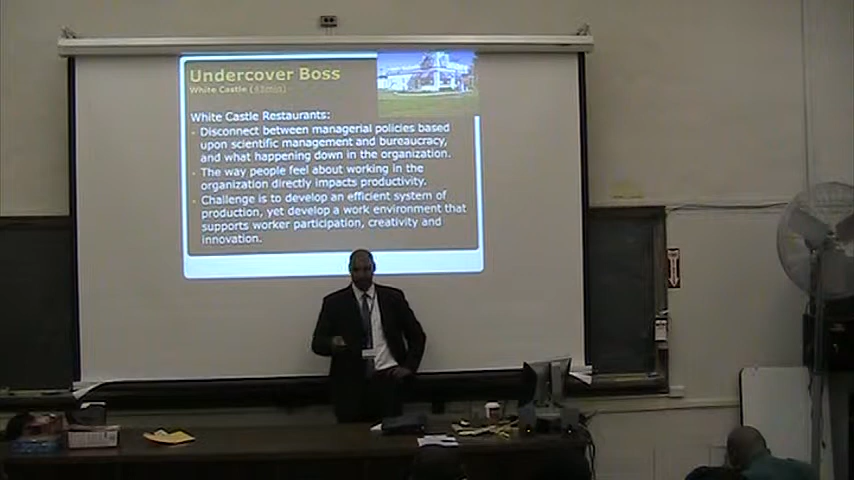 Undercover Boss
White Castle (43min)
White Castle Restaurants:
Disconnect between managerial policies based
upon scientific management and bureaucracy,
and what happening down in the organization.
The way people feel about working in the
organization directly impacts productivity.
Challenge is to develop an efficient system of
production, yet develop a work environment that
supports worker participation, creativity and
innovation.